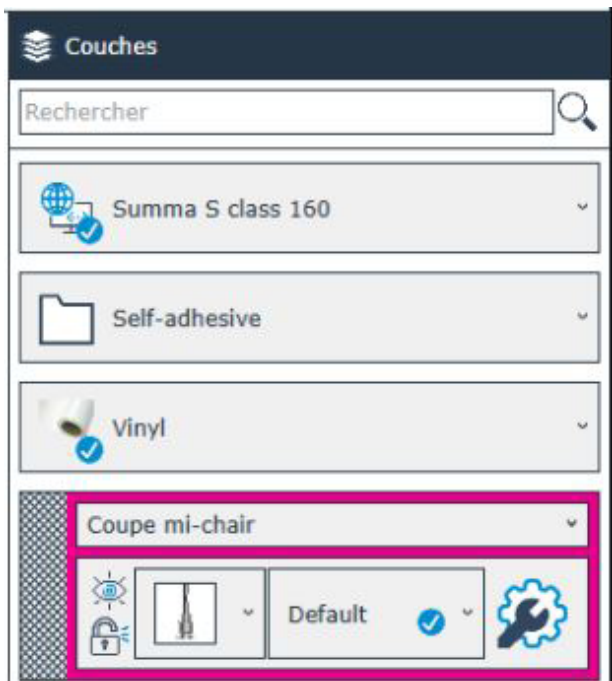 Couches
Rechercher
Summa S class 160
Self-adhesive
Vinyl
Coupe mi-chair
Default